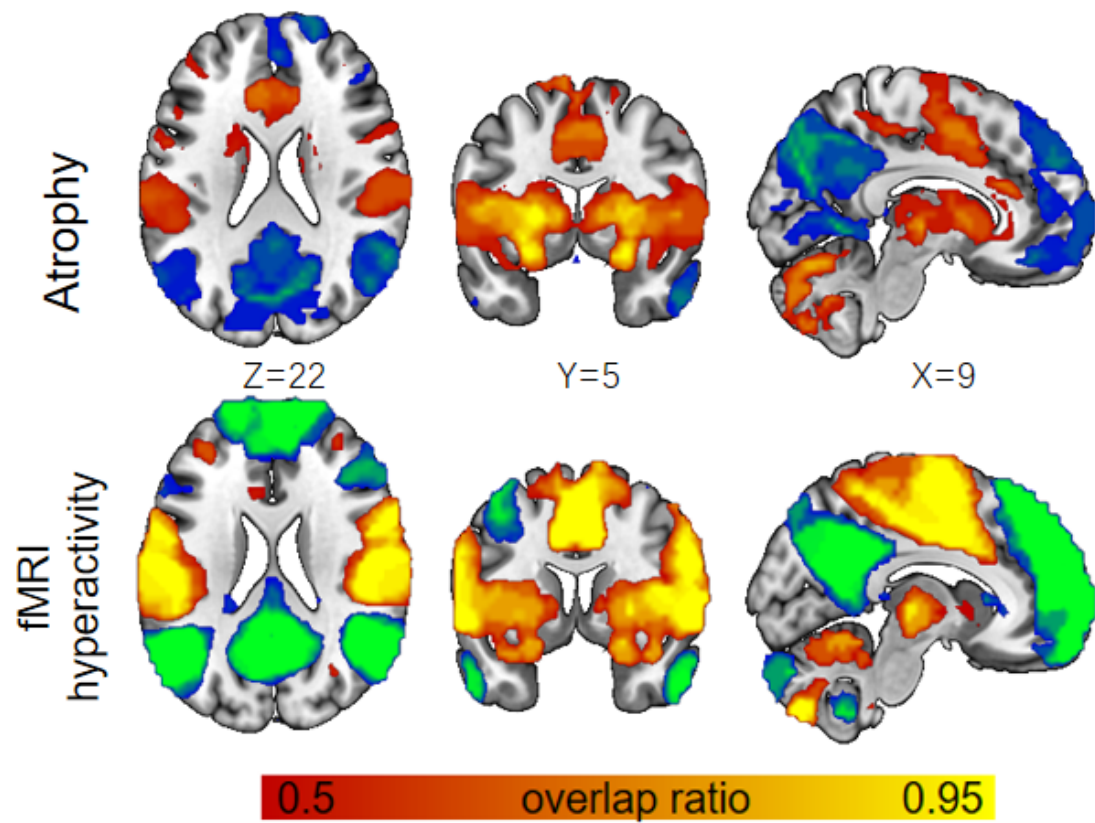 Atrophy
Z=22
Y=5
X=9
fMRI
hyperactivity
0.5
overlap ratio
0.95